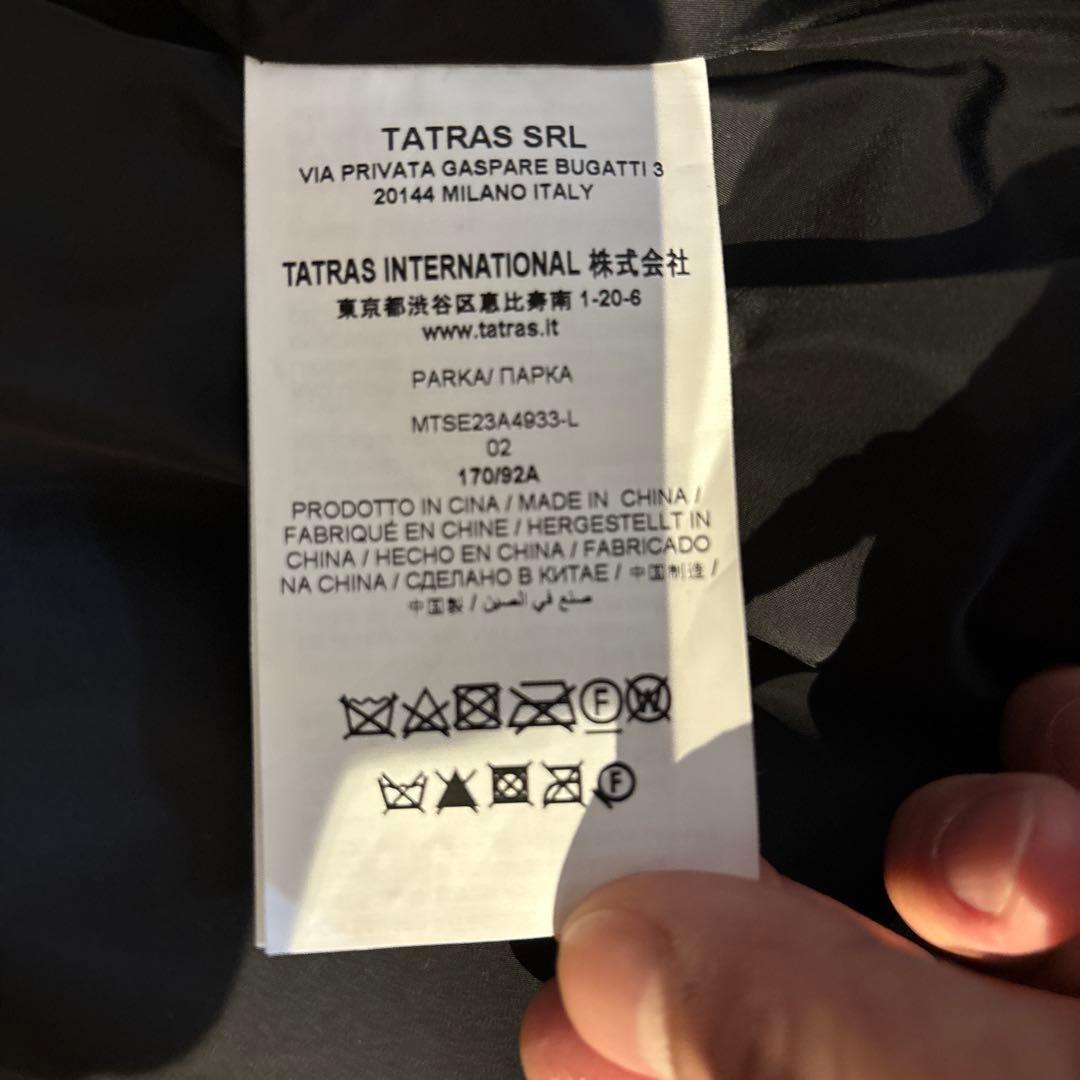 TATRAS SRL
VIA PRIVATA GASPARE BUGATTI 3
20144 MILANO ITALY
TATRAS INTERNATIONAL 株式会社
東京都渋谷区恵比寿南 1-20-6
www.tatras.it
PARKA/ ПАРКА
MTSE23A4933-L
02
170/92A
PRODOTTO IN CINA / MADE IN CHINA /
FABRIQUÉ EN CHINE / HERGESTELLT IN
CHINA / HECHO EN CHINA / FABRICADO
NA CHINA / СДЕЛАНО В КИТАЕ / 中国制造 /
中国製 / صنع في الصين
F W
F